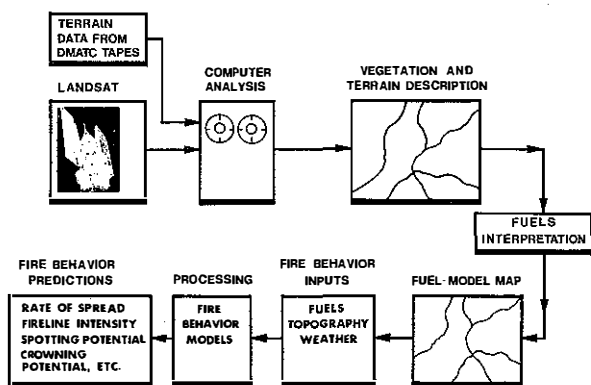 TERRAIN
DATA FROM
DMATC TAPES
LANDSAT
COMPUTER
ANALYSIS
VEGETATION AND
TERRAIN DESCRIPTION
FUELS
INTERPRETATION
FUEL-MODEL MAP
FIRE BEHAVIOR
INPUTS
FUELS
TOPOGRAPHY
WEATHER
PROCESSING
FIRE
BEHAVIOR
MODELS
FIRE BEHAVIOR
PREDICTIONS
RATE OF SPREAD
FIRELINE INTENSITY
SPOTTING POTENTIAL
CROWNING
POTENTIAL, ETC.